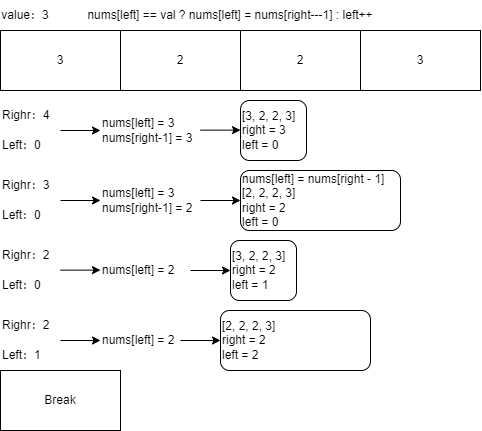 value: 3 nums[left] == val ? nums[left] = nums[right---1] : left++
3 2 2 3
Righr: 4
Left: 0
nums[left] = 3
nums[right-1] = 3
[3, 2, 2, 3]
right = 3
left = 0
Righr: 3
Left: 0
nums[left] = 3
nums[right-1] = 2
nums[left] = nums[right - 1]
[2, 2, 2, 3]
right = 2
left = 0
Righr: 2
Left: 0
nums[left] = 2
[3, 2, 2, 3]
right = 2
left = 1
Righr: 2
Left: 1
nums[left] = 2
[2, 2, 2, 3]
right = 2
left = 2
Break